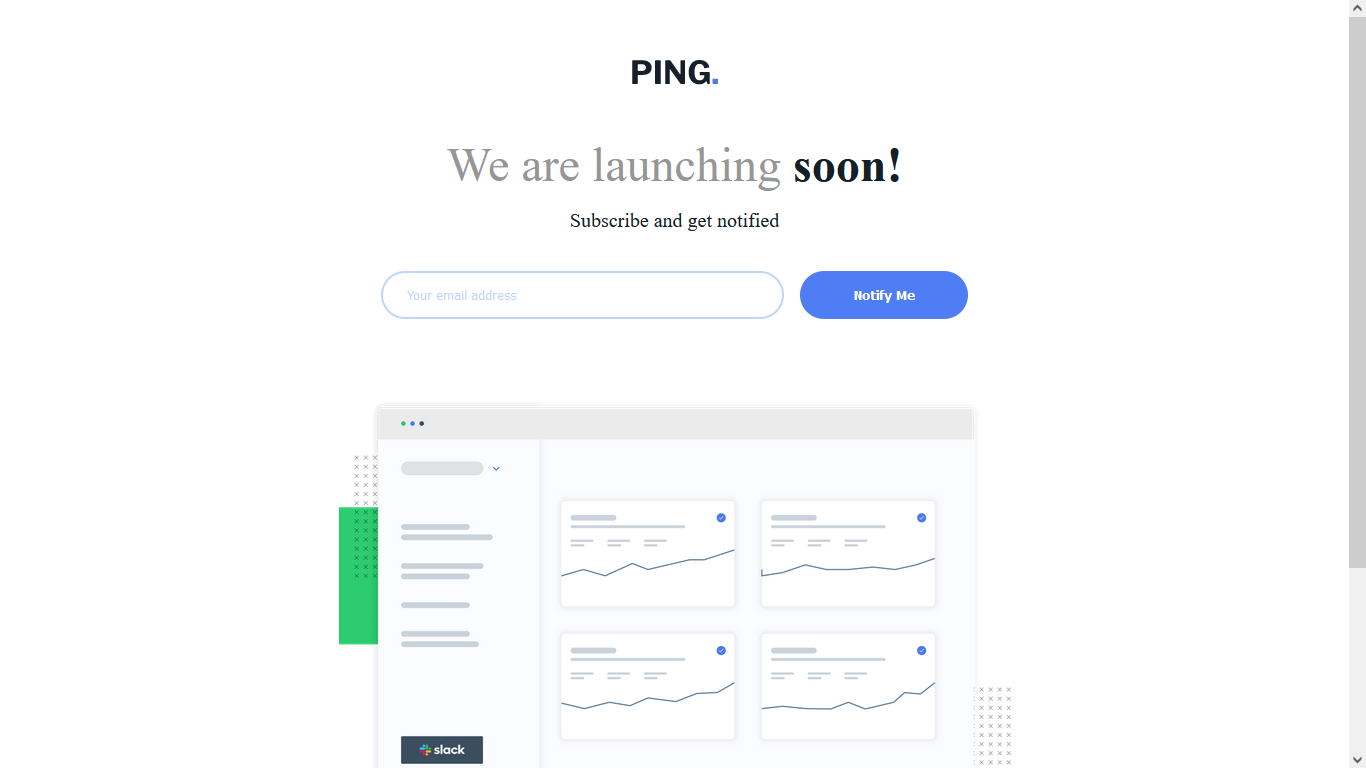 PING.
We are launching soon!
Subscribe and get notified
Your email address
Notify Me
slack